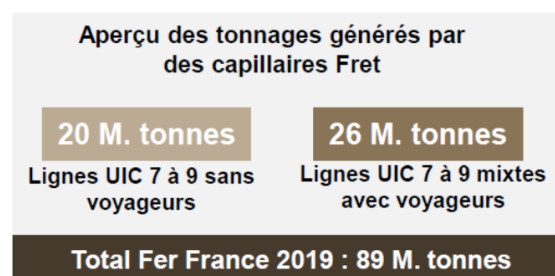 Aperçu des tonnages générés par
des capillaires Fret
20 M. tonnes
Lignes UIC 7 à 9 sans
voyageurs
26 M. tonnes
Lignes UIC 7 à 9 mixtes
avec voyageurs
Total Fer France 2019 : 89 M. tonnes